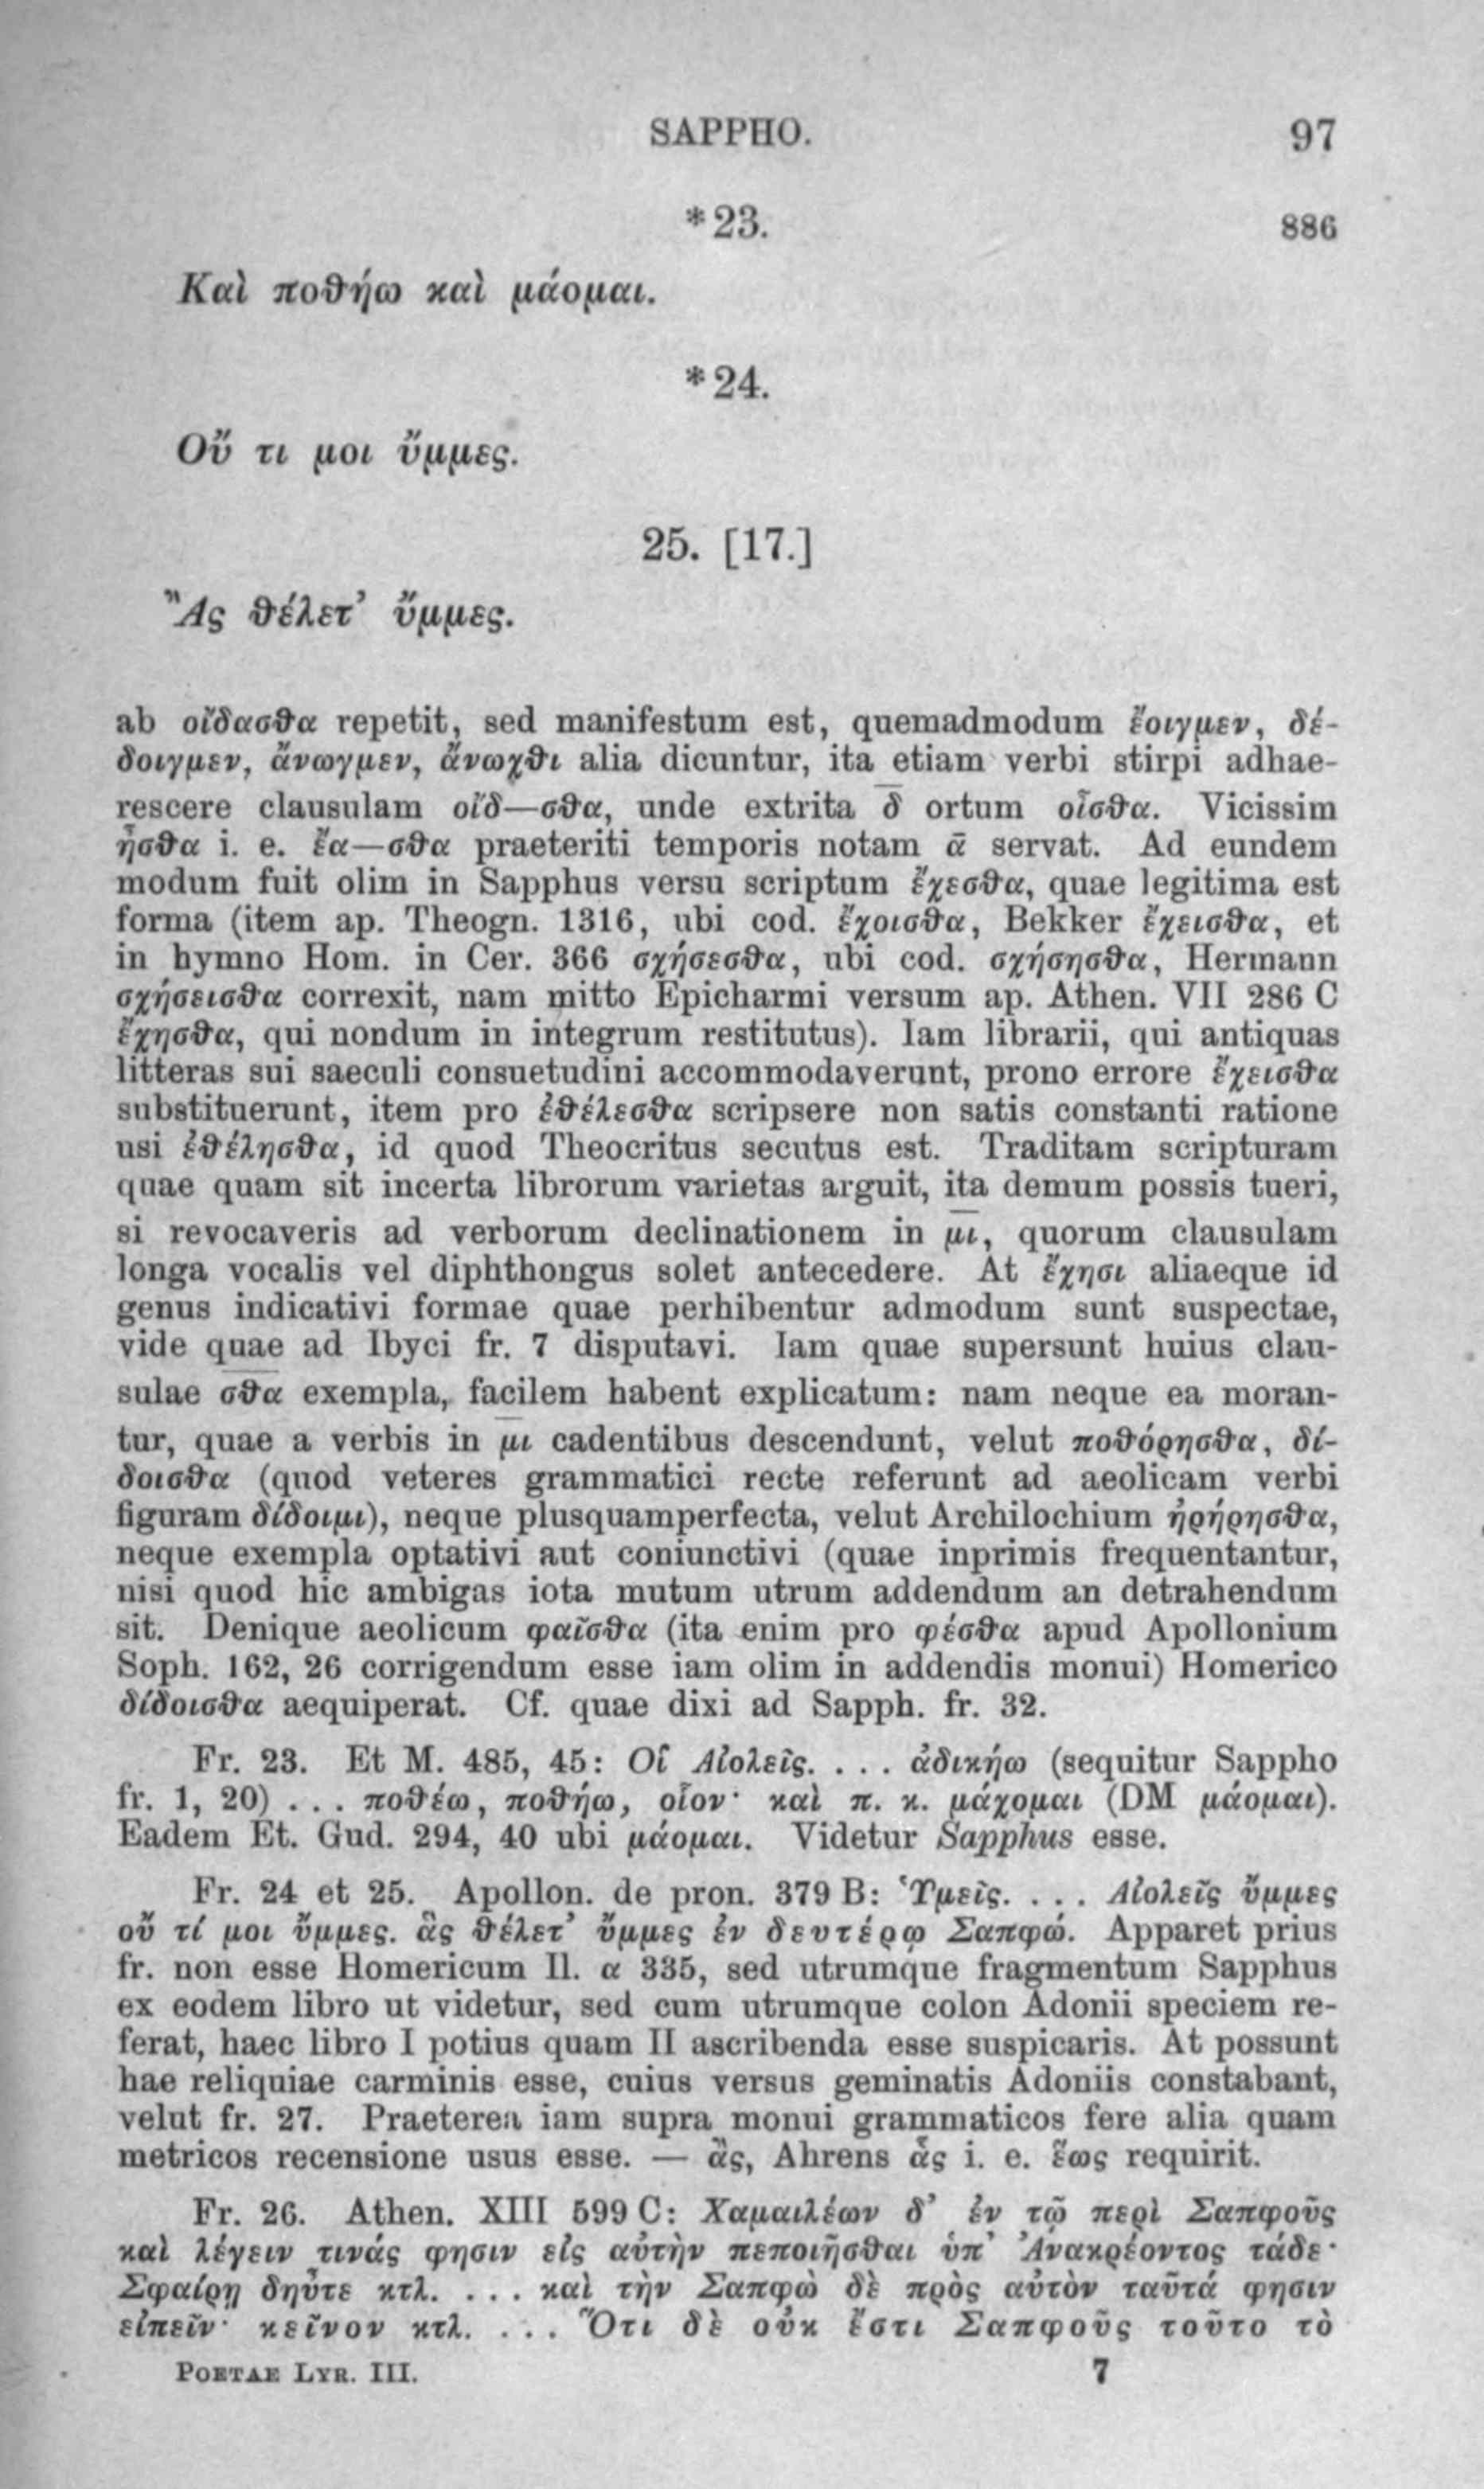 SAPPHO. 97
*23. 886
Καὶ ποθήω καὶ μάομαι.
*24.
Οὔ τι μοι ὔμμες.
25. [17.]
Ἂς θέλετ’ ὔμμες.
ab οἴδασθα repetit, sed manifestum est, quemadmodum ἔοιγμεν, δέ-
δοιγμεν, ἄνωγμεν, ἄνωχθι alia dicuntur, ita etiam verbi stirpi adhae-
rescere clausulam οἴδ—σθα, unde extrita δ̅ ortum οἶσθα. Vicissim
ἦσθα i. e. ἔα—σθα praeteriti temporis notam ᾱ servat. Ad eundem
modum fuit olim in Sapphus versu scriptum ἔχεσθα, quae legitima est
forma (item ap. Theogn. 1316, ubi cod. ἔχοισθα, Bekker ἔχεισθα, et
in hymno Hom. in Cer. 366 σχήσεσθα, ubi cod. σχήσησθα, Hermann
σχήσεισθα correxit, nam mitto Epicharmi versum ap. Athen. VII 286 C
ἔχησθα, qui nondum in integrum restitutus). Iam librarii, qui antiquas
litteras sui saeculi consuetudini accommodaverunt, prono errore ἔχεισθα
substituerunt, item pro ἐθέλεσθα scripsere non satis constanti ratione
usi ἐθέλησθα, id quod Theocritus secutus est. Traditam scripturam
quae quam sit incerta librorum varietas arguit, ita demum possis tueri,
si revocaveris ad verborum declinationem in μ̅ι̅, quorum clausulam
longa vocalis vel diphthongus solet antecedere. At ἔχησι aliaeque id
genus indicativi formae quae perhibentur admodum sunt suspectae,
vide quae ad Ibyci fr. 7 disputavi. Iam quae supersunt huius clau-
sulae σ̅θ̅α̅ exempla, facilem habent explicatum: nam neque ea moran-
tur, quae a verbis in μ̅ι̅ cadentibus descendunt, velut ποθόρησθα, δί-
δοισθα (quod veteres grammatici recte referunt ad aeolicam verbi
figuram δίδοιμι), neque plusquamperfecta, velut Archilochium ἠρήρησθα,
neque exempla optativi aut coniunctivi (quae inprimis frequentantur,
nisi quod hic ambigas iota mutum utrum addendum an detrahendum
sit. Denique aeolicum φαῖσθα (ita enim pro φέσθα apud Apollonium
Soph. 162, 26 corrigendum esse iam olim in addendis monui) Homerico
δίδοισθα aequiperat. Cf. quae dixi ad Sapph. fr. 32.
Fr. 23. Et M. 485, 45: Οἱ Αἰολεῖς. . . . ἀδικήω (sequitur Sappho
fr. 1, 20) . . . ποθέω, ποθήω, οἷον· καὶ π. κ. μάχομαι (DM μάομαι).
Eadem Et. Gud. 294, 40 ubi μάομαι. Videtur Sapphus esse.
Fr. 24 et 25. Apollon. de pron. 379 B: Ὑμεῖς. . . . Αἰολεῖς ὔμμες
οὔ τί μοι ὔμμες. ἂς θέλετ’ ὔμμες ἐν δευτέρῳ Σαπφώ. Apparet prius
fr. non esse Homericum Il. α 335, sed utrumque fragmentum Sapphus
ex eodem libro ut videtur, sed cum utrumque colon Adonii speciem re-
ferat, haec libro I potius quam II ascribenda esse suspicaris. At possunt
hae reliquiae carminis esse, cuius versus geminatis Adoniis constabant,
velut fr. 27. Praeterea iam supra monui grammaticos fere alia quam
metricos recensione usus esse. — ἂς, Ahrens ἆς i. e. ἕως requirit.
Fr. 26. Athen. XIII 599 C: Χαμαιλέων δ’ ἐν τῷ περὶ Σαπφοῦς
καὶ λέγειν τινάς φησιν εἰς αὐτὴν πεποιῆσθαι ὑπ’ Ἀνακρέοντος τάδε·
Σφαίρῃ δηὖτε κτλ. . . . καὶ τὴν Σαπφὼ δὲ πρὸς αὐτὸν ταῦτά φησιν
εἰπεῖν· κεῖνον κτλ. . . . Ὅτι δὲ οὐκ ἔστι Σαπφοῦς τοῦτο τὸ
POETAE LYR. III. 7